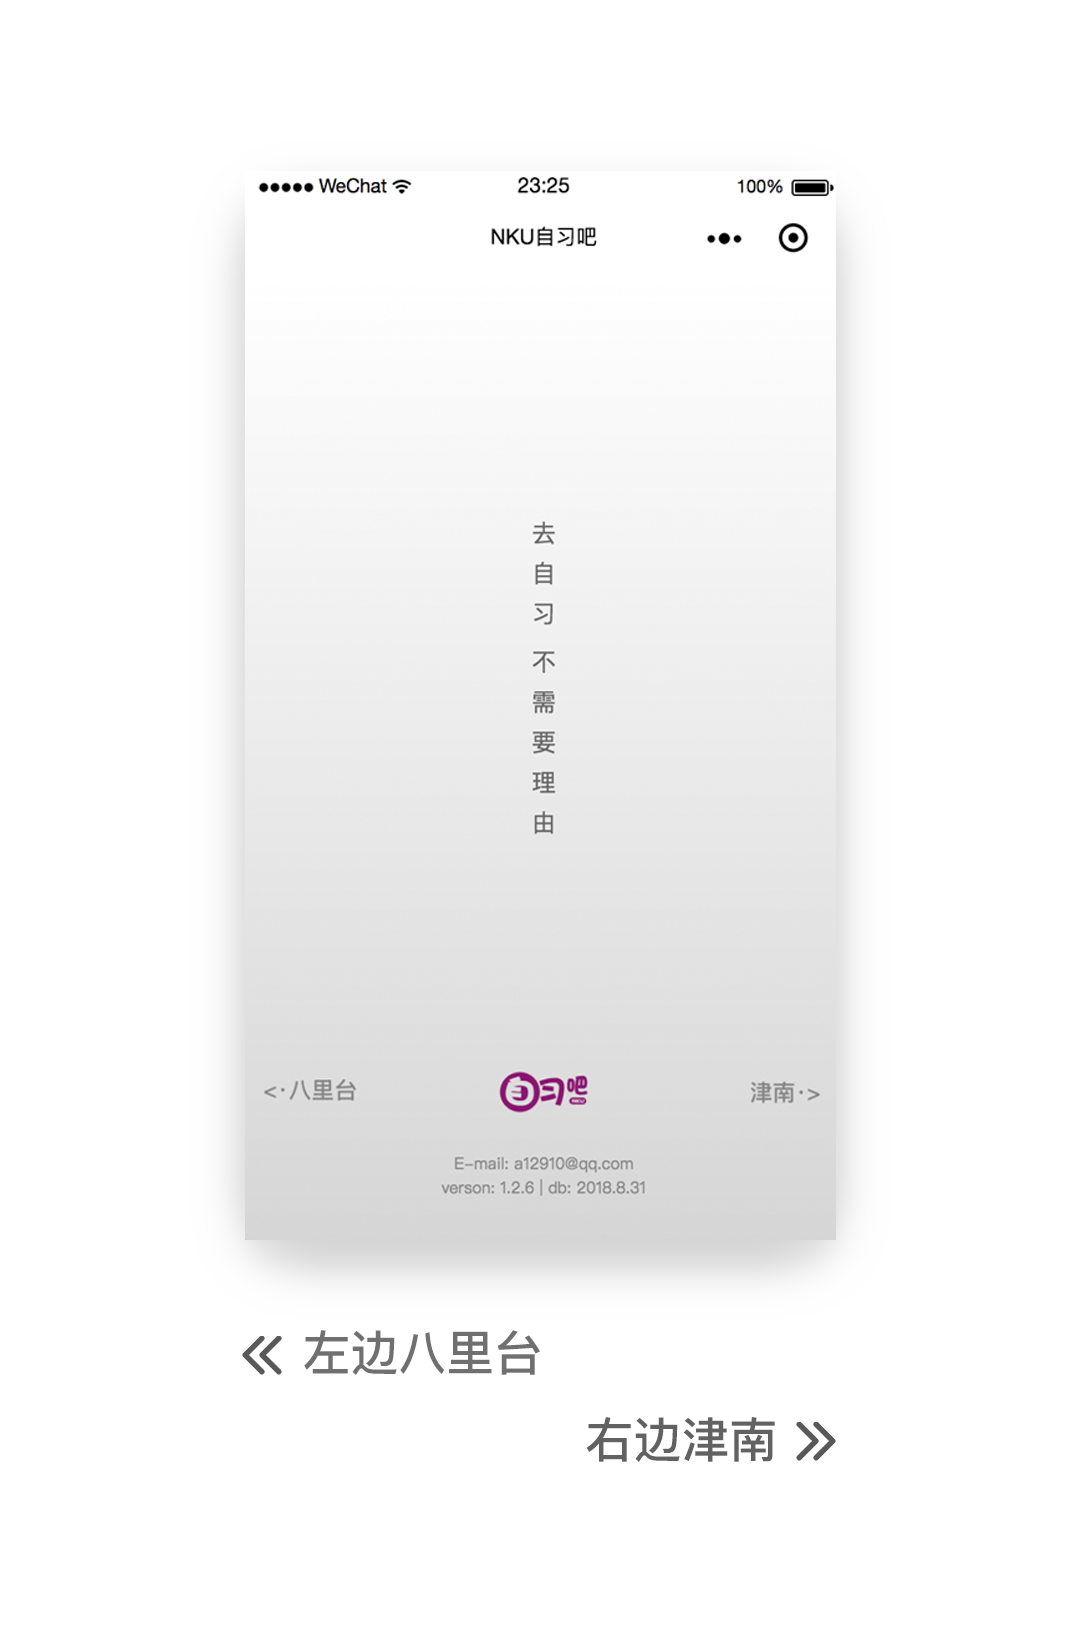 WeChat 23:25 100%
NKU自习吧
去自习 不需要理由
<·八里台
自习吧
NKU
津南·>
E-mail: a12910@qq.com
verson: 1.2.6 | db: 2018.8.31
左边八里台
右边津南